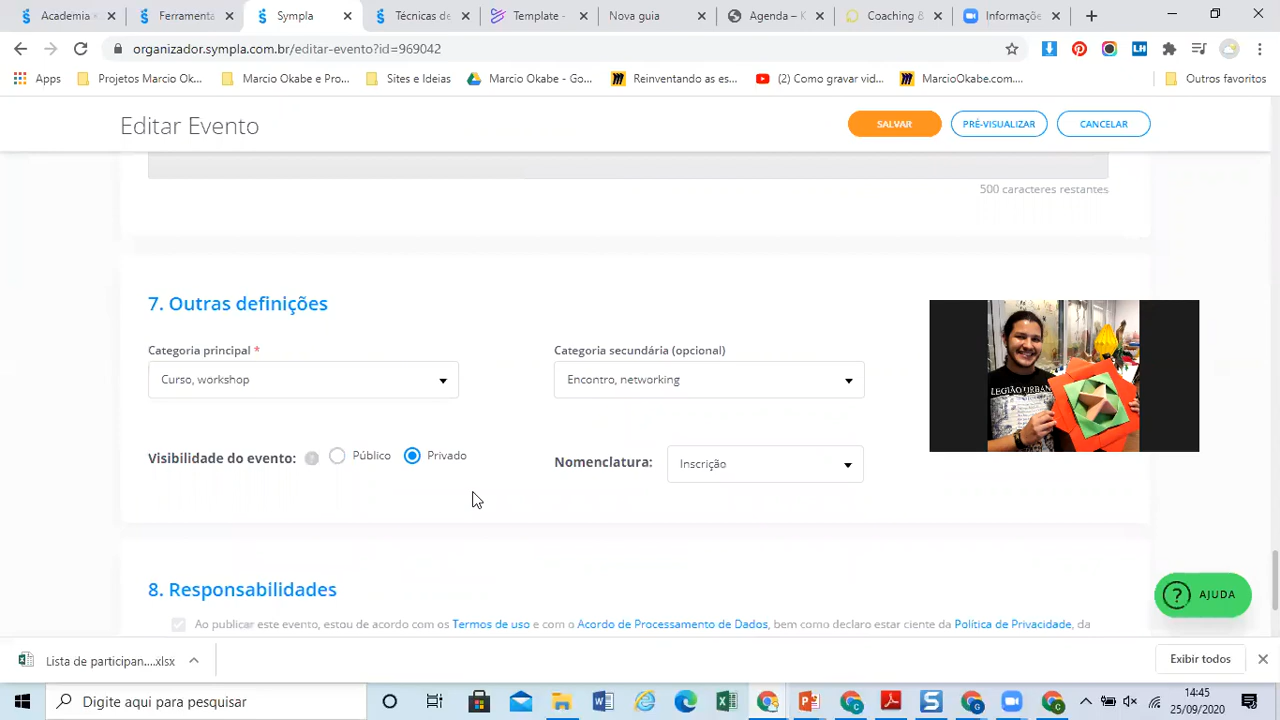 Academia S
Ferramenta
Sympla
Técnicas de
Template -
Nova guia
Agenda – K
Coaching &
Informaçõe
organizador.sympla.com.br/editar-evento?id=969042
Apps
Projetos Marcio Ok...
Marcio Okabe e Pro...
Sites e Ideias
Marcio Okabe - Go...
Reinventando as es...
(2) Como gravar vid...
MarcioOkabe.com....
Outros favoritos
Editar Evento
SALVAR
PRÉ-VISUALIZAR
CANCELAR
500 caracteres restantes
7. Outras definições
Categoria principal *
Categoria secundária (opcional)
Curso, workshop
Encontro, networking
LEGIÃO URBAN
Visibilidade do evento:
Público
Privado
Nomenclatura:
Inscrição
8. Responsabilidades
AJUDA
Ao publicar este evento, estou de acordo com os Termos de uso e com o Acordo de Processamento de Dados, bem como declaro estar ciente da Política de Privacidade, da
Lista de participan....xlsx
Exibir todos
Digite aqui para pesquisar
14:45
25/09/2020